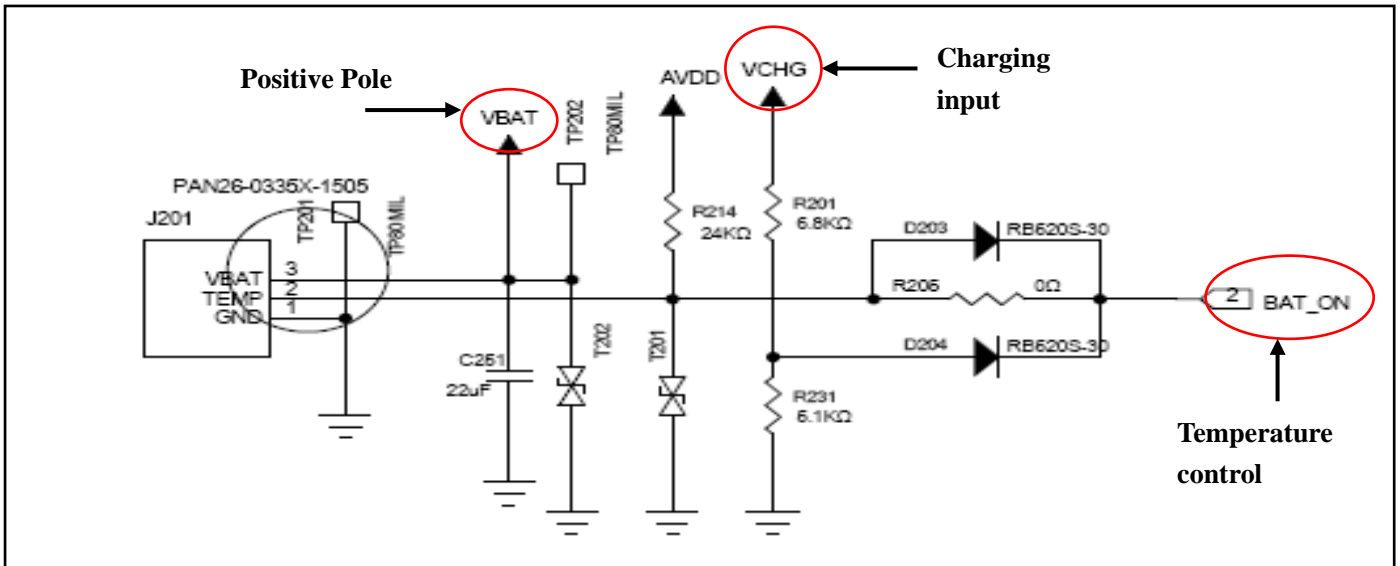 Positive Pole
VBAT
TP202
TP80MIL
AVDD
VCHG
Charging
input
PAN26-0335X-1505
J201
TP201
TP80MIL
R214
24KΩ
R201
6.8KΩ
D203
RB620S-30
VBAT
3
TEMP
2
GND
1
R206
0Ω
2
BAT_ON
C251
22uF
T202
T201
D204
RB620S-30
R231
5.1KΩ
Temperature
control